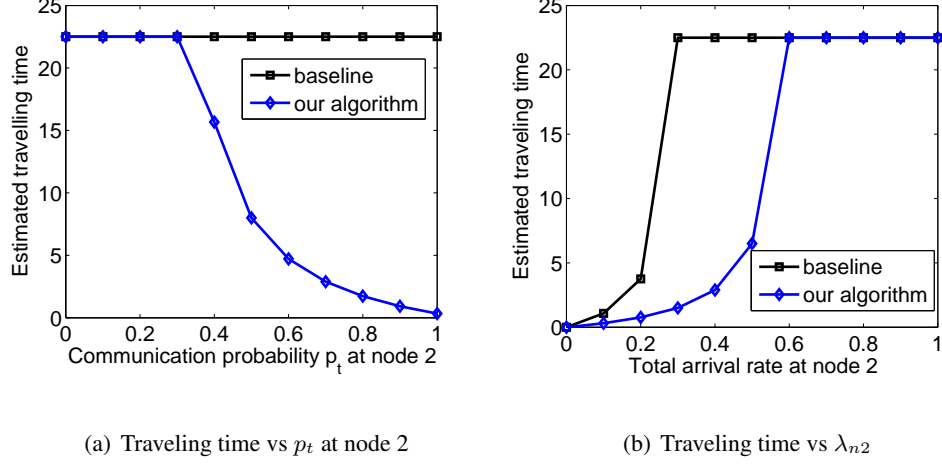 25
20
15
10
5
0
Estimated travelling time
baseline
our algorithm
0 0.2 0.4 0.6 0.8 1
Communication probability p_t at node 2
(a) Traveling time vs p_t at node 2
25
20
15
10
5
0
Estimated traveling time
baseline
our algorithm
0 0.2 0.4 0.6 0.8 1
Total arrival rate at node 2
(b) Traveling time vs λ_{n2}